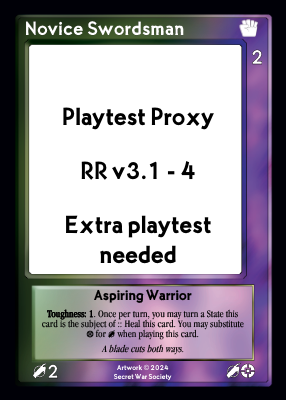 Novice Swordsman
2
Playtest Proxy
RR v3.1 - 4
Extra playtest
needed
Aspiring Warrior
Toughness: 1. Once per turn, you may turn a State this
card is the subject of :: Heal this card. You may substitute
for when playing this card.
A blade cuts both ways.
2
Artwork © 2024
Secret War Society